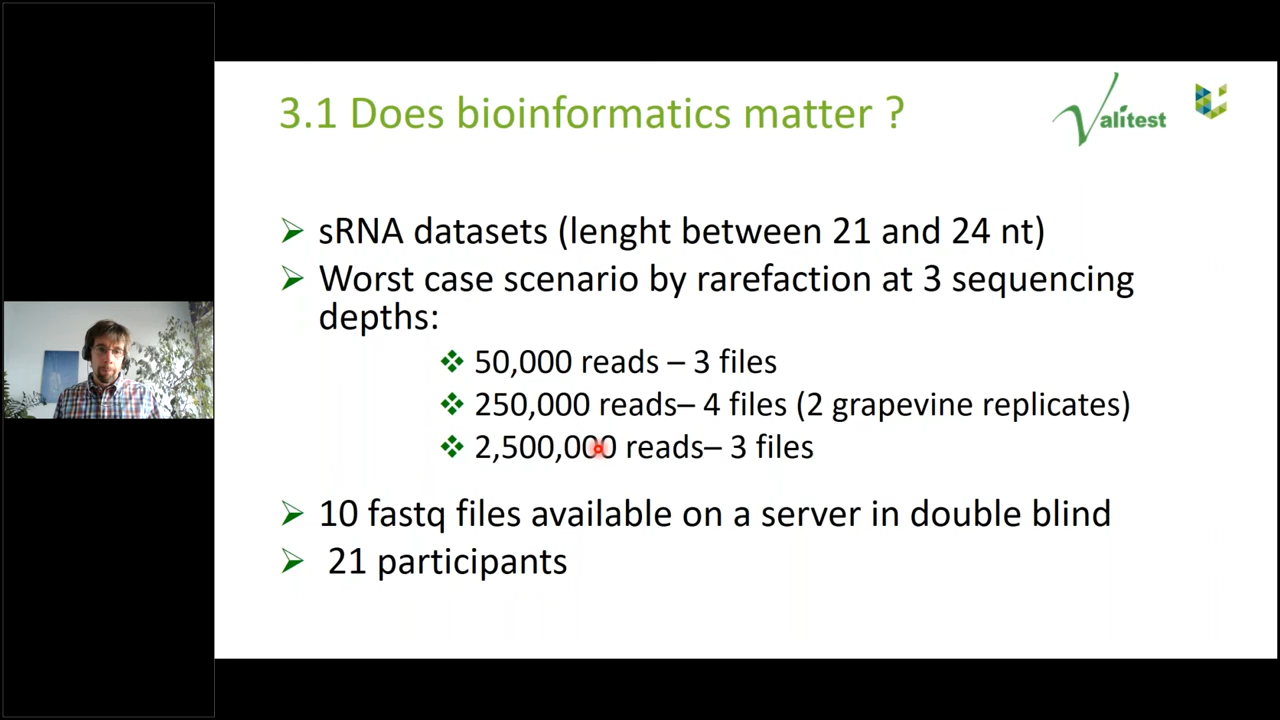 3.1 Does bioinformatics matter ?
Valitest
➢ sRNA datasets (lenght between 21 and 24 nt)
➢ Worst case scenario by rarefaction at 3 sequencing
depths:
❖ 50,000 reads – 3 files
❖ 250,000 reads– 4 files (2 grapevine replicates)
❖ 2,500,000 reads– 3 files
➢ 10 fastq files available on a server in double blind
➢ 21 participants